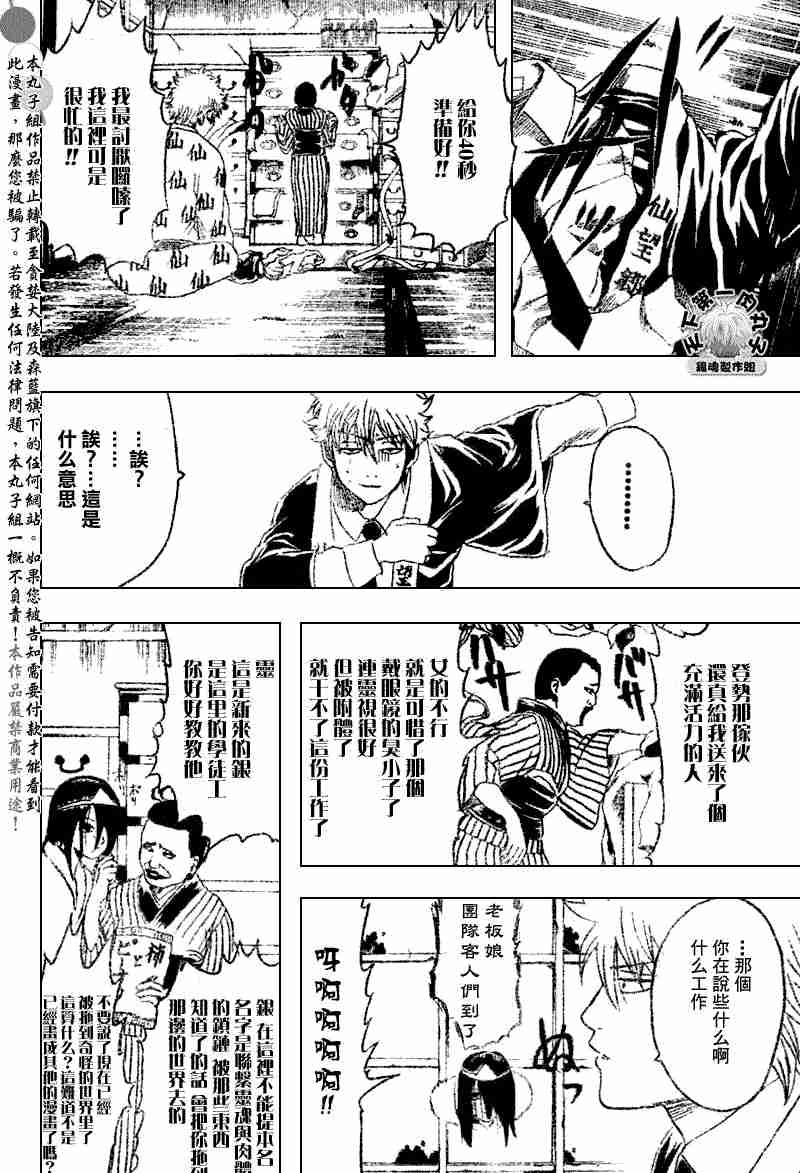 仙望郷
給你40秒
準備好!!
我最討厭囉嗦了
我這裡可是
很忙的!!
仙
仙
仙
仙
仙
仙
………
…誒?
……
誒?…這是
什么意思
望
登勢那傢伙
還真給我送來了個
充滿活力的人
女的不行
就是可惜了那個
戴眼鏡的臭小子了
連靈視很好
但被附體了
就干不了這份工作了
靈
這是新來的銀
是這里的學徒工
你好好教教他
銀 在這裡不能提本名
名字是聯繫靈魂與肉體
的鎖鏈 被那些東西
知道了的話 會把你拖到
那邊的世界去的
不要說了現在已經
被拖到奇怪的世界里了
這算什么?這難道不是
已經畫成其他的漫畫了嗎?
…那個
你在說些什么啊
什么工作
老板娘
團隊客人們到了
呀啊啊啊啊!!
ぬっ
天下第一的丸子
銀魂製作組
本丸子組作品禁止轉載至貪婪大陸及森藍旗下的任何網站。如果您被告知需要付款才能看到
此漫畫,那麼您被騙了。若發生任何法律問題,本丸子組一概不負責!本作品嚴禁商業用途!